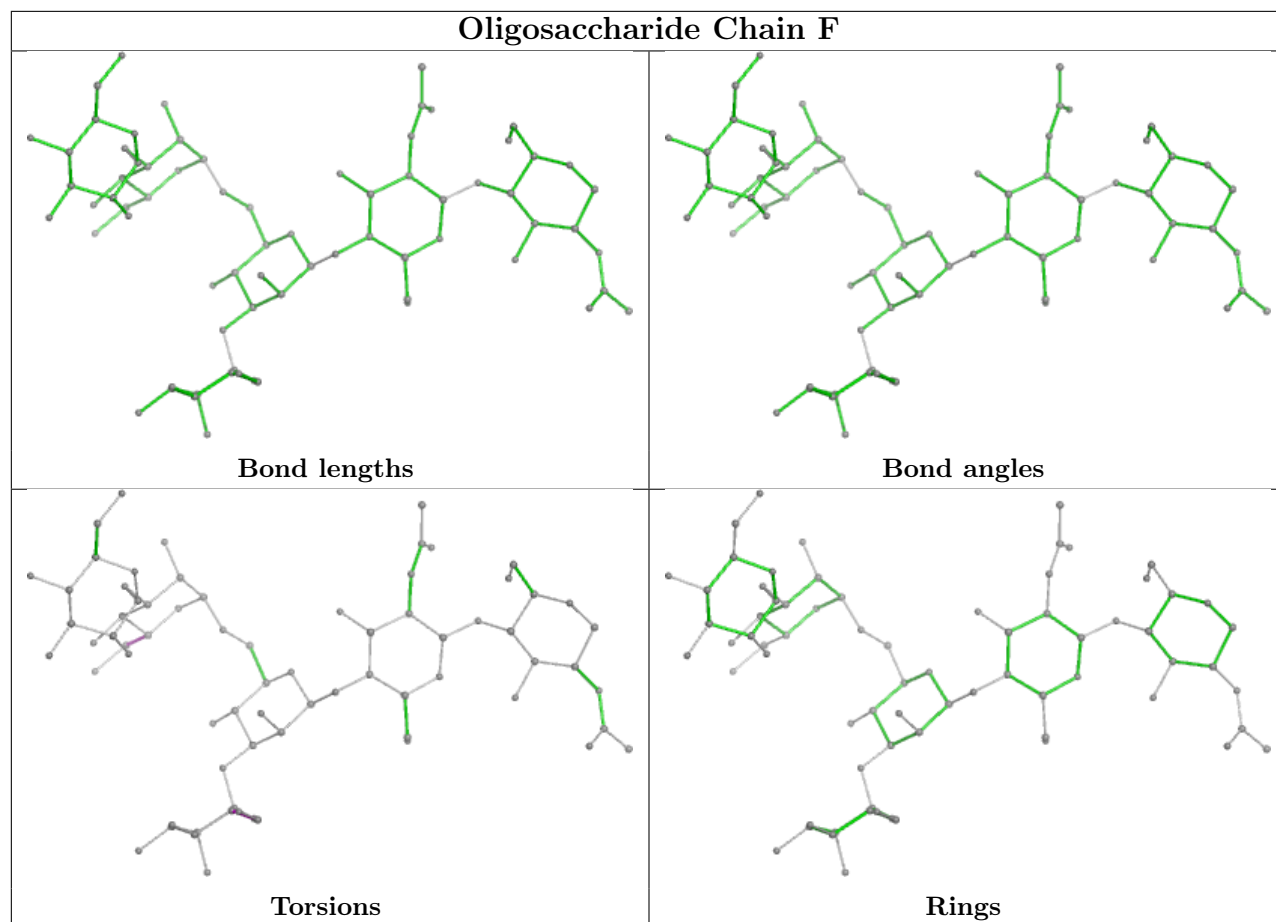 Oligosaccharide Chain F
Bond lengths
Bond angles
Torsions
Rings